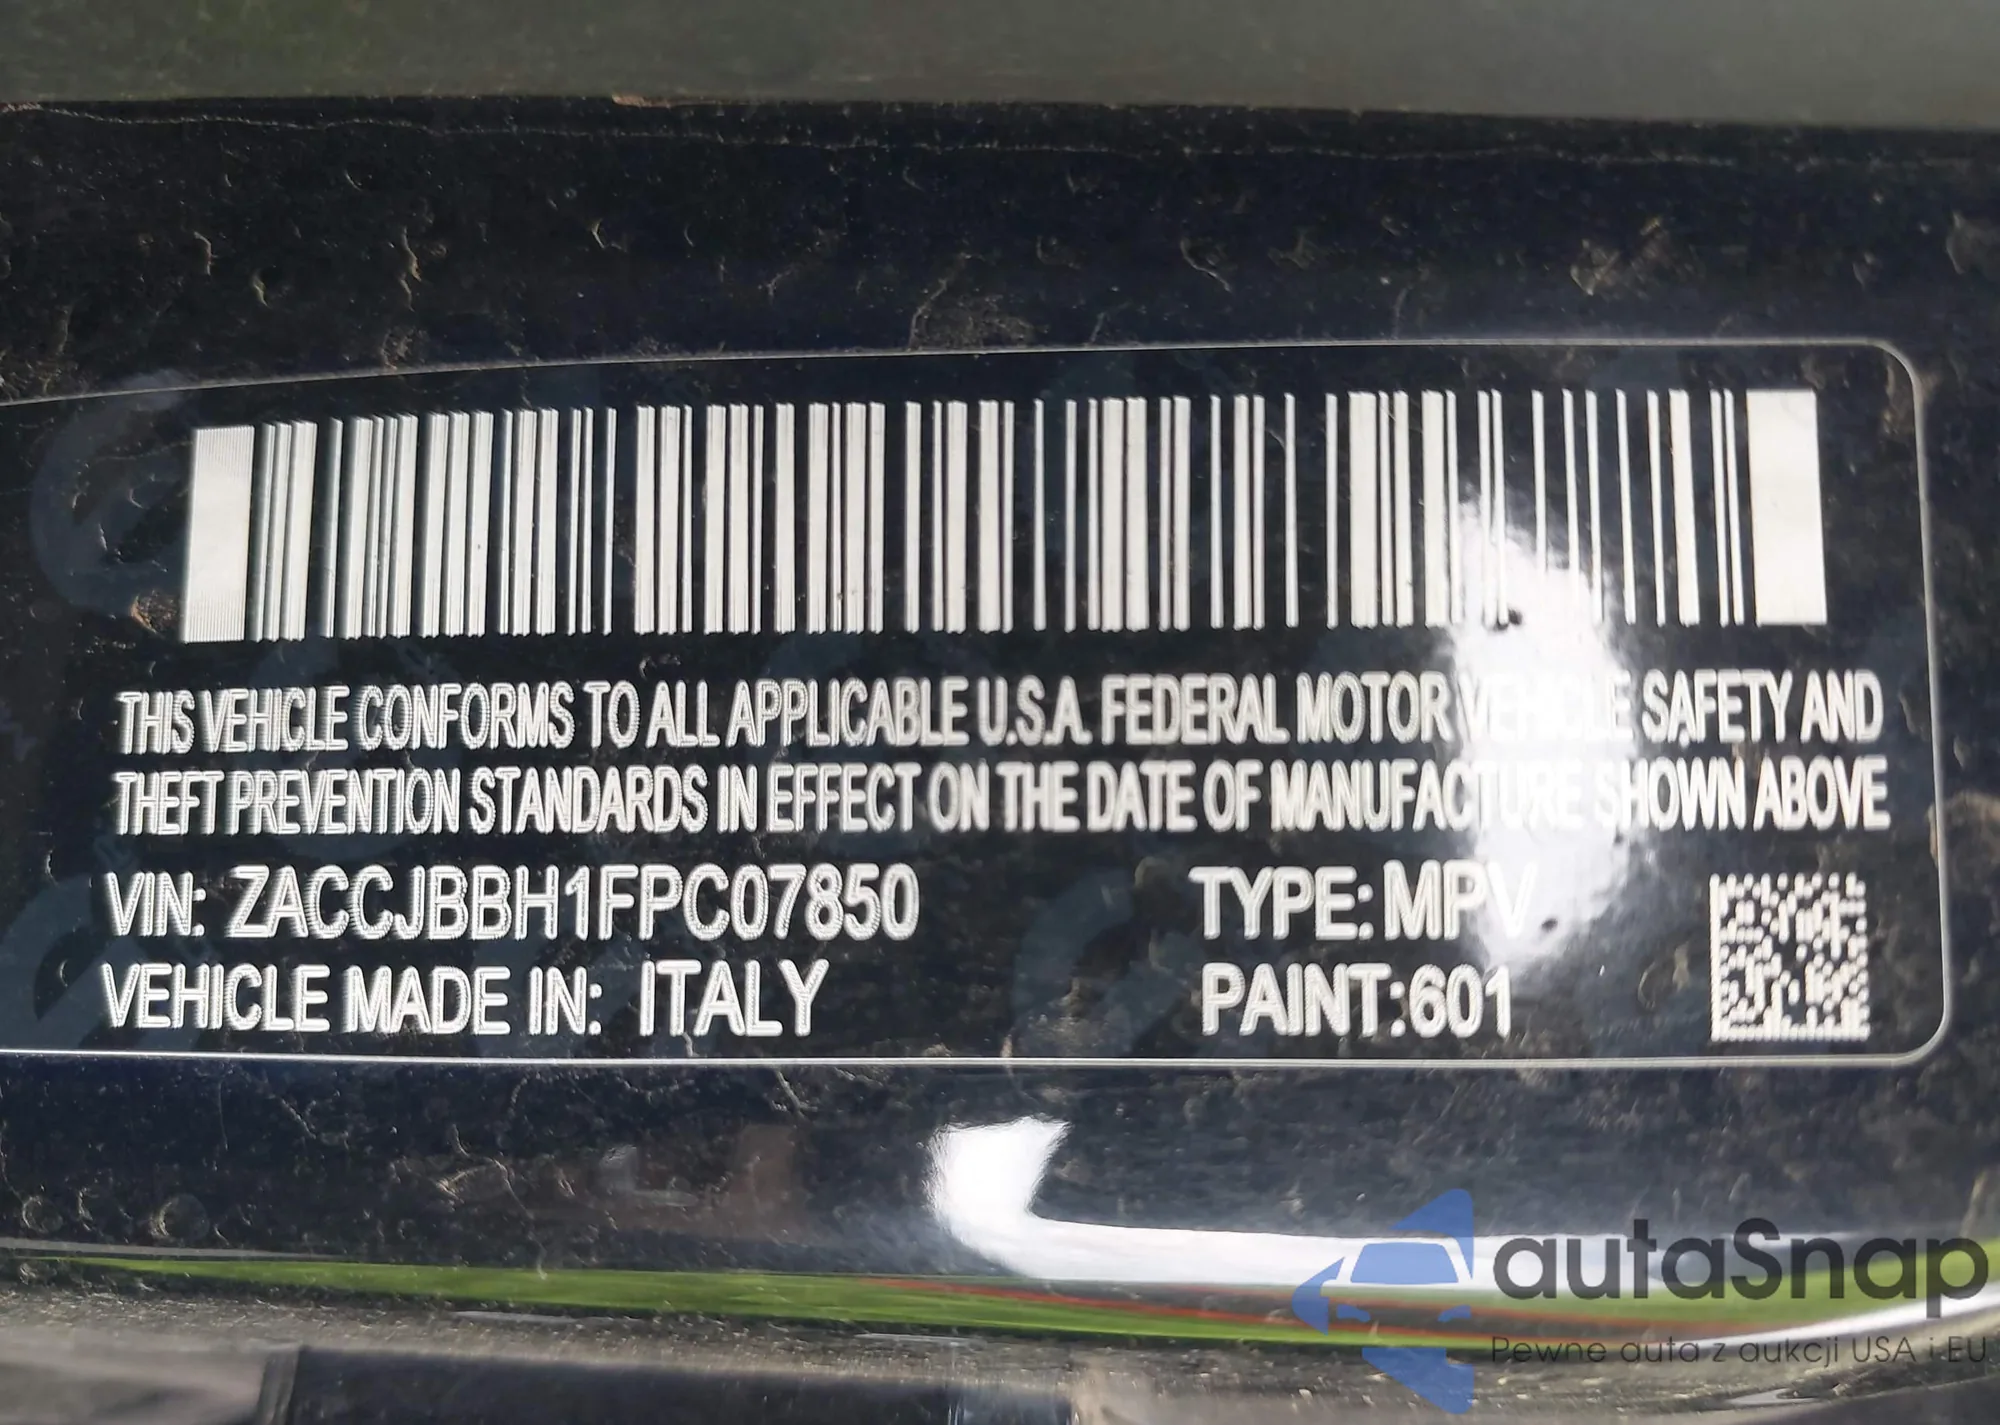 THIS VEHICLE CONFORMS TO ALL APPLICABLE U.S.A. FEDERAL MOTOR VEHICLE SAFETY AND
THEFT PREVENTION STANDARDS IN EFFECT ON THE DATE OF MANUFACTURE SHOWN ABOVE
VIN: ZACCJBBH1FPC07850 TYPE: MPV
VEHICLE MADE IN: ITALY PAINT:601
autaSnap
Pewne auta z aukcji USA i EU